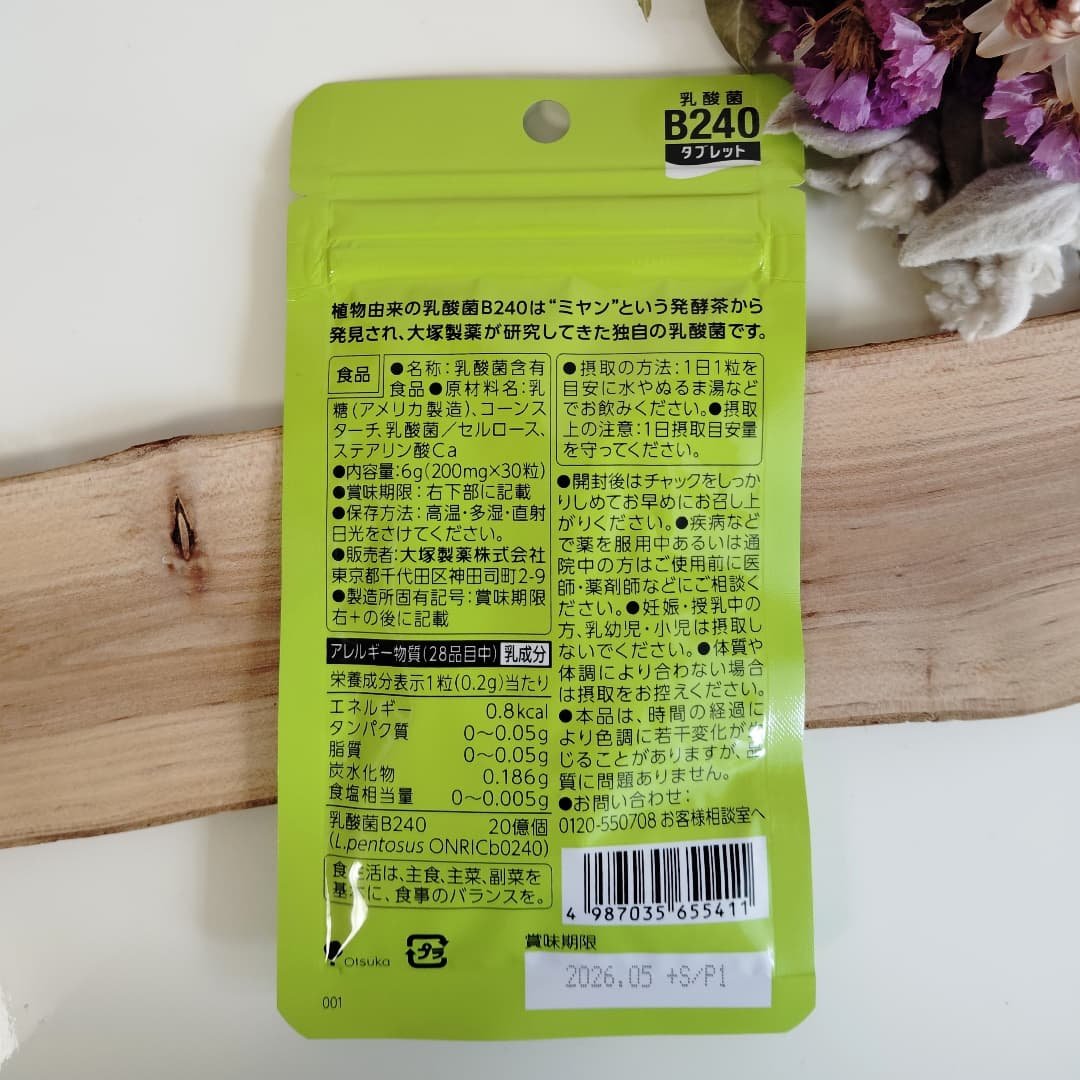 乳酸菌
B240
タブレット
植物由来の乳酸菌B240は“ミヤン”という発酵茶から
発見され、大塚製薬が研究してきた独自の乳酸菌です。
食品
●名称：乳酸菌含有
食品●原材料名：乳
糖(アメリカ製造)、コーンス
ターチ、乳酸菌／セルロース、
ステアリン酸Ca
●内容量：6g(200mg×30粒)
●賞味期限：右下部に記載
●保存方法：高温・多湿・直射
日光をさけてください。
●販売者：大塚製薬株式会社
東京都千代田区神田司町2-9
●製造所固有記号：賞味期限
右+の後に記載
アレルギー物質(28品目中) 乳成分
栄養成分表示1粒(0.2g)当たり
エネルギー 0.8kcal
タンパク質 0〜0.05g
脂質 0〜0.05g
炭水化物 0.186g
食塩相当量 0〜0.005g
乳酸菌B240 20億個
(L.pentosus ONRICb0240)
食生活は、主食、主菜、副菜を
基本に、食事のバランスを。
Otsuka
プラ
001
●摂取の方法：1日1粒を
目安に水やぬるま湯など
でお飲みください。●摂取
上の注意：1日摂取目安量
を守ってください。
●開封後はチャックをしっか
りしめてお早めにお召し上
がりください。●疾病など
で薬を服用中あるいは通
院中の方はご使用前に医
師・薬剤師などにご相談く
ださい。●妊娠・授乳中の
方、乳幼児・小児は摂取し
ないでください。●体質や
体調により合わない場合
は摂取をお控えください。
●本品は、時間の経過に
より色調に若干変化が生
じることがありますが、品
質に問題ありません。
●お問い合わせ：
0120-550708 お客様相談室へ
4 987035 655411
賞味期限
2026.05 +S/P1